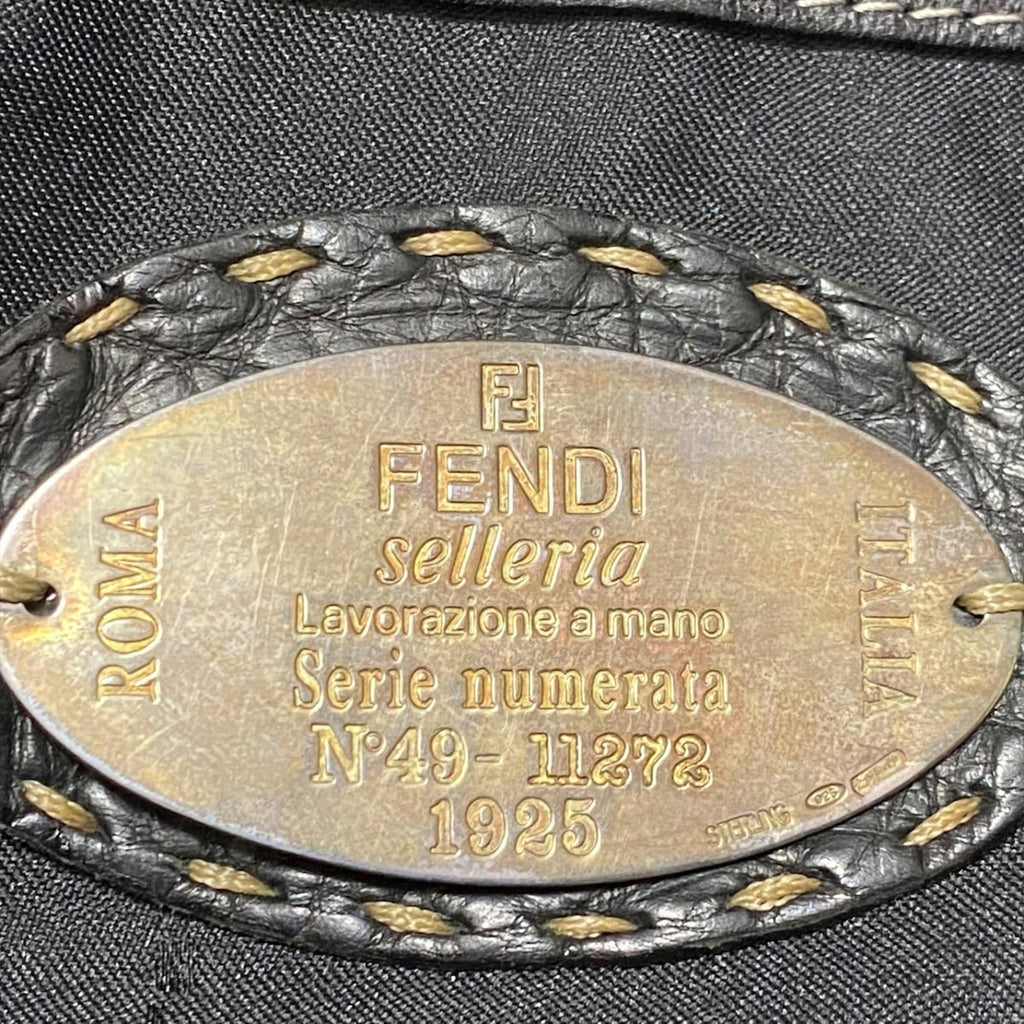 FF
FENDI
selleria
Lavorazione a mano
Serie numerata
N°49- 11272
1925
ROMA
ITALIA
STERLING
925